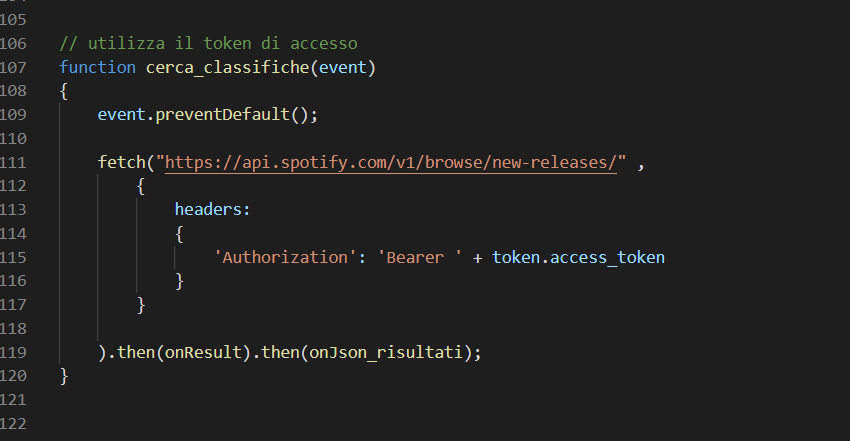 105
106 // utilizza il token di accesso
107 function cerca_classifiche(event)
108 {
109 event.preventDefault();
110
111 fetch("https://api.spotify.com/v1/browse/new-releases/" ,
112 {
113 headers:
114 {
115 'Authorization': 'Bearer ' + token.access_token
116 }
117 }
118
119 ).then(onResult).then(onJson_risultati);
120 }
121
122